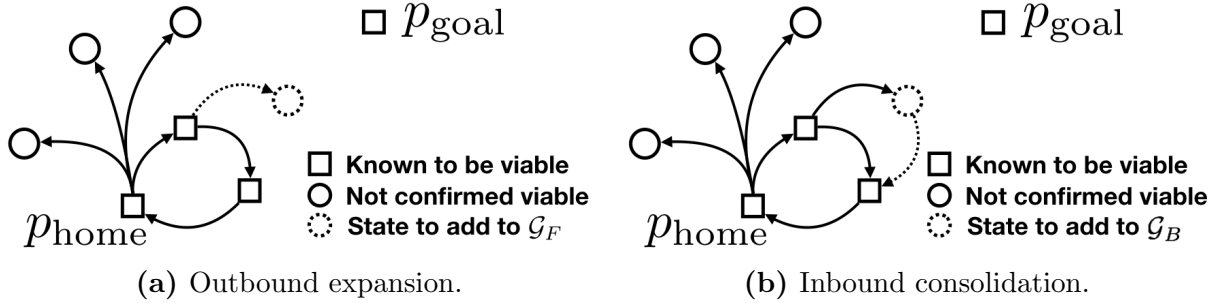 p_goal
Known to be viable
Not confirmed viable
State to add to 𝒢_F
p_home
(a) Outbound expansion.
p_goal
Known to be viable
Not confirmed viable
State to add to 𝒢_B
p_home
(b) Inbound consolidation.